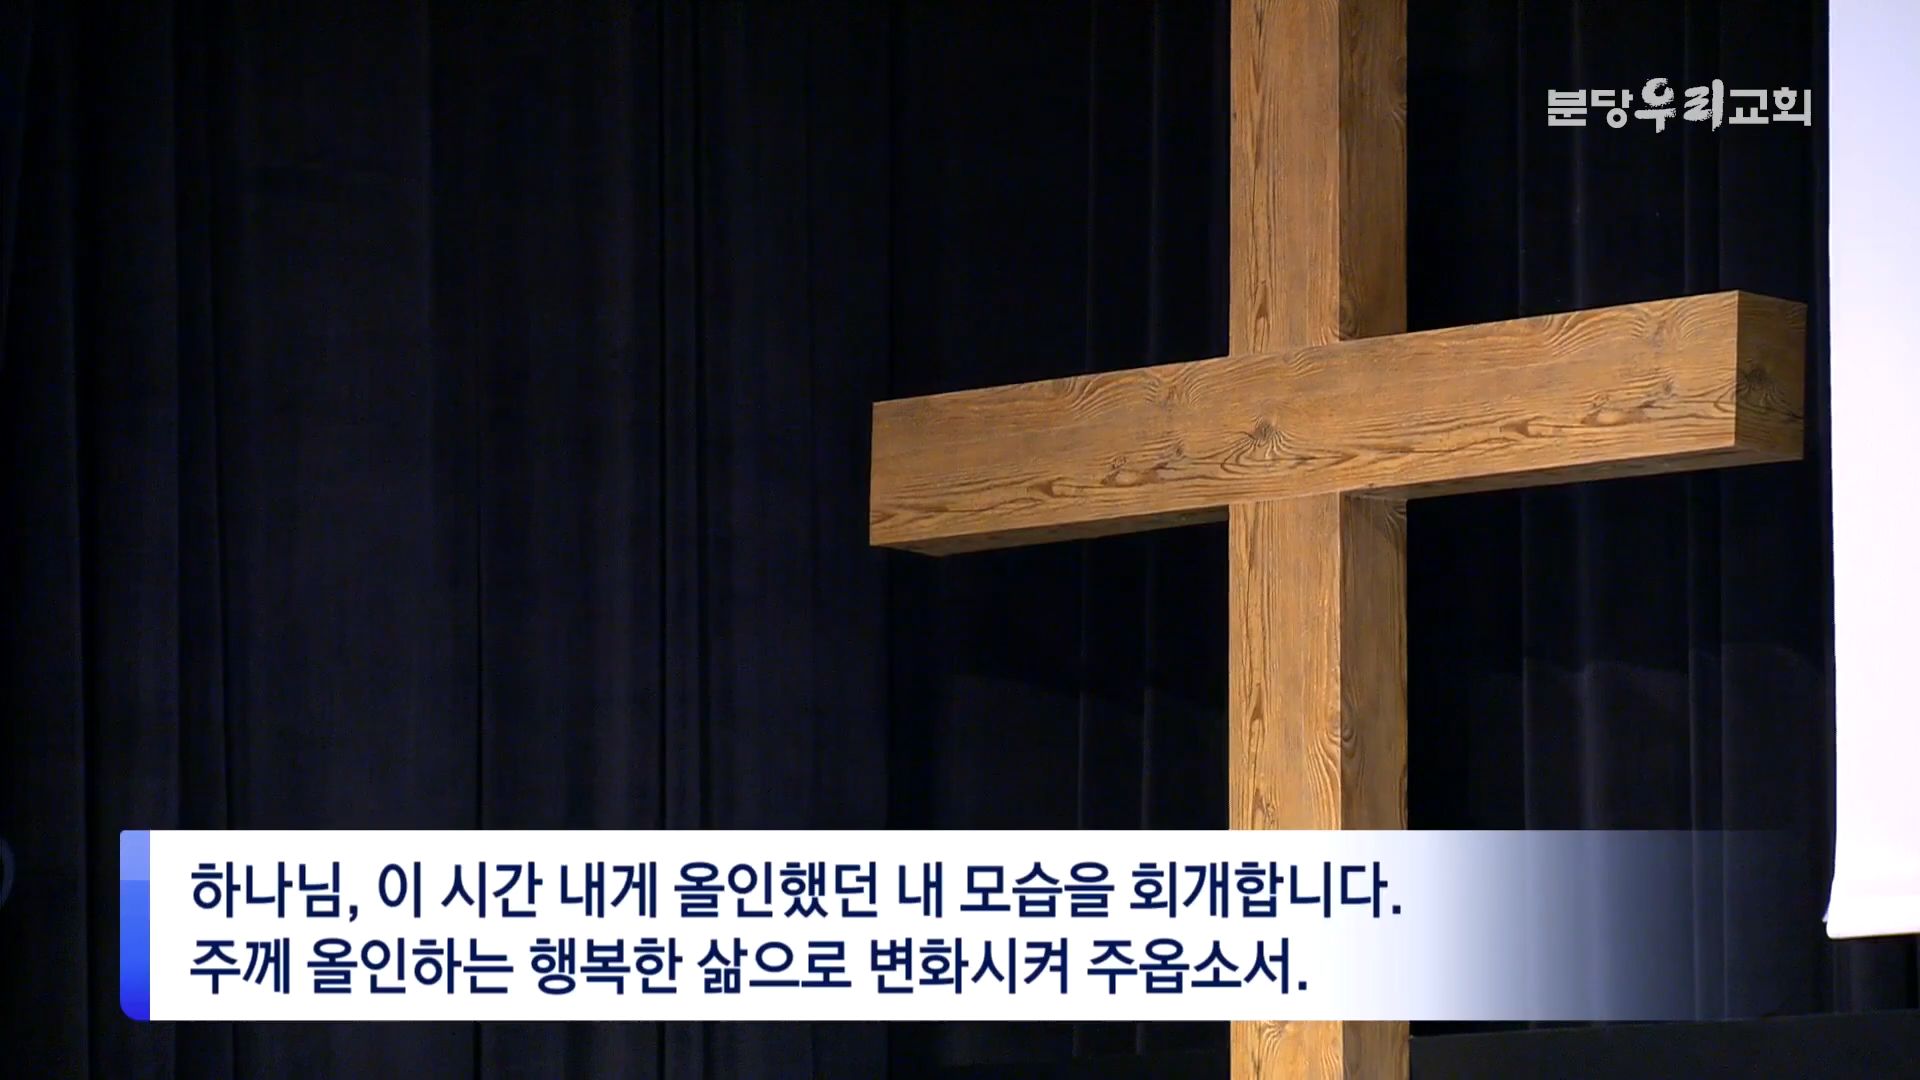 분당우리교회
하나님, 이 시간 내게 올인했던 내 모습을 회개합니다.
주께 올인하는 행복한 삶으로 변화시켜 주옵소서.